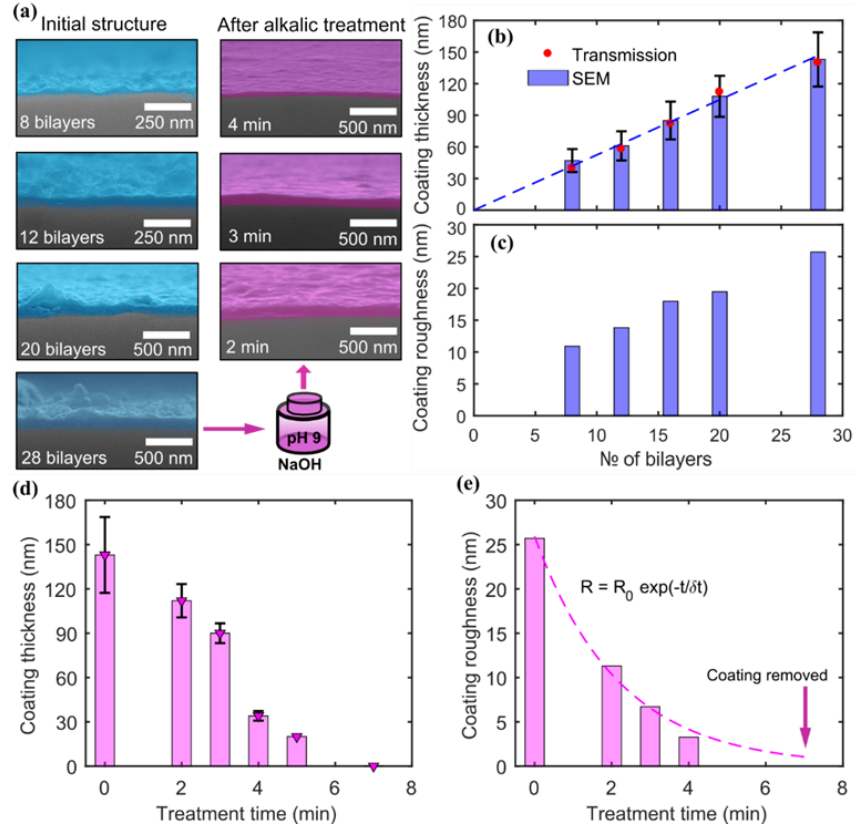 (a)
Initial structure
After alkalic treatment
8 bilayers
250 nm
4 min
500 nm
12 bilayers
250 nm
3 min
500 nm
20 bilayers
500 nm
2 min
500 nm
28 bilayers
500 nm
pH 9
NaOH
(b)
Coating thickness (nm)
180
150
120
90
60
30
0
Transmission
SEM
(c)
Coating roughness (nm)
30
25
20
15
10
5
0
0
5
10
15
20
25
30
№ of bilayers
(d)
Coating thickness (nm)
180
150
120
90
60
30
0
0
2
4
6
8
Treatment time (min)
(e)
Coating roughness (nm)
30
25
20
15
10
5
0
R = R0 exp(-t/δt)
Coating removed
0
2
4
6
8
Treatment time (min)